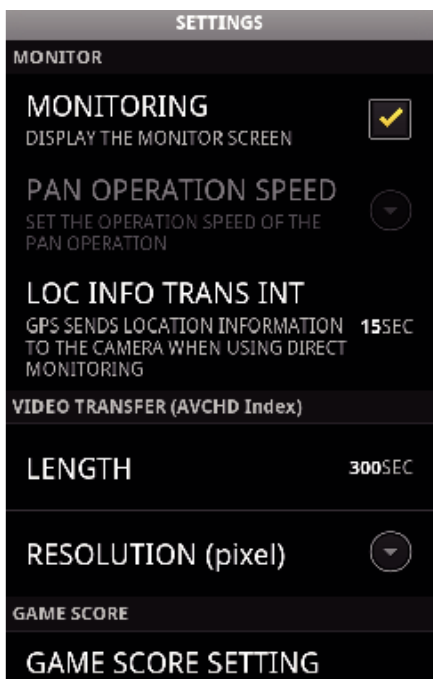 SETTINGS
MONITOR
MONITORING
DISPLAY THE MONITOR SCREEN
PAN OPERATION SPEED
SET THE OPERATION SPEED OF THE
PAN OPERATION
LOC INFO TRANS INT
GPS SENDS LOCATION INFORMATION 15SEC
TO THE CAMERA WHEN USING DIRECT
MONITORING
VIDEO TRANSFER (AVCHD Index)
LENGTH 300SEC
RESOLUTION (pixel)
GAME SCORE
GAME SCORE SETTING